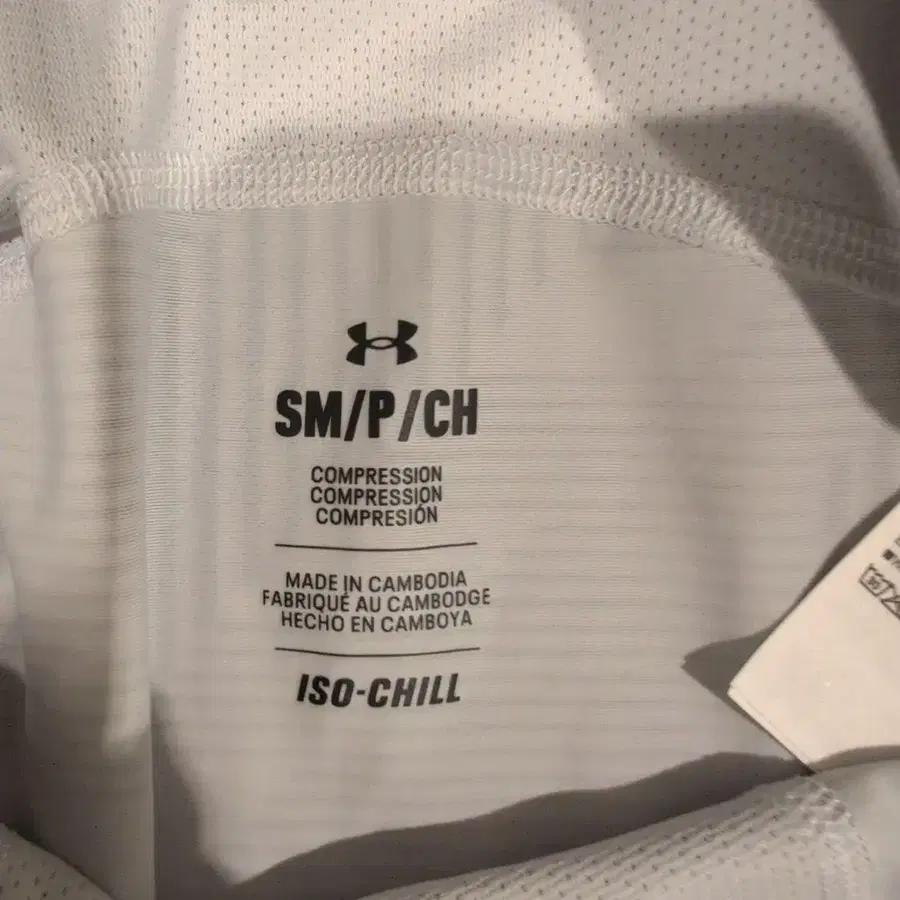 SM/P/CH
COMPRESSION
COMPRESSION
COMPRESIÓN
MADE IN CAMBODIA
FABRIQUÉ AU CAMBODGE
HECHO EN CAMBOYA
ISO-CHILL